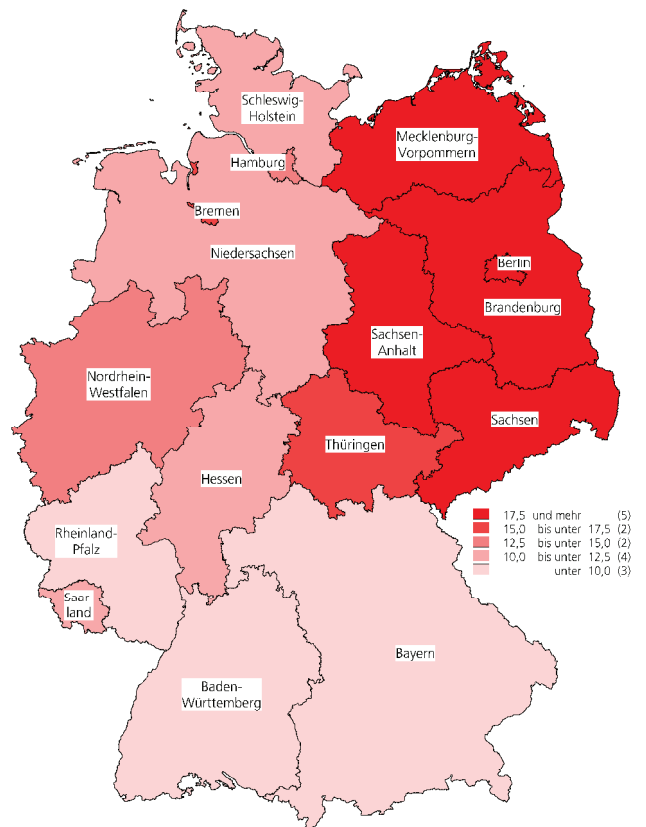 Schleswig-
Holstein
Mecklenburg-
Vorpommern
Hamburg
Bremen
Niedersachsen
Berlin
Brandenburg
Sachsen-
Anhalt
Nordrhein-
Westfalen
Sachsen
Thüringen
Hessen
Rheinland-
Pfalz
Saar-
land
Bayern
Baden-
Württemberg
17,5 und mehr (5)
15,0 bis unter 17,5 (2)
12,5 bis unter 15,0 (2)
10,0 bis unter 12,5 (4)
unter 10,0 (3)